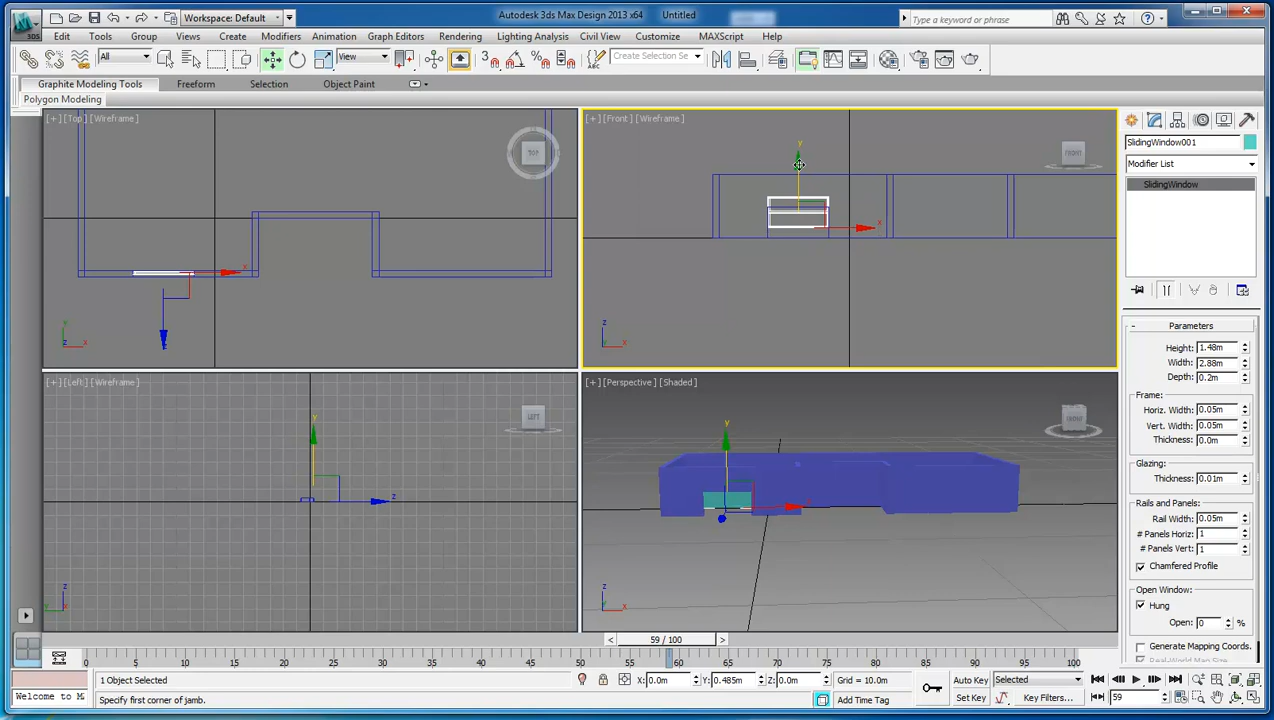 Workspace: Default
Autodesk 3ds Max Design 2013 x64
Untitled
Type a keyword or phrase
3DS
Edit
Tools
Group
Views
Create
Modifiers
Animation
Graph Editors
Rendering
Lighting Analysis
Civil View
Customize
MAXScript
Help
All
View
Create Selection Se
Graphite Modeling Tools
Freeform
Selection
Object Paint
Polygon Modeling
[+] [Top] [Wireframe]
TOP
[+] [Front] [Wireframe]
FRONT
[+] [Left] [Wireframe]
LEFT
[+] [Perspective] [Shaded]
SlidingWindow001
Modifier List
SlidingWindow
Parameters
Height: 1.48m
Width: 2.88m
Depth: 0.2m
Frame:
Horiz. Width: 0.05m
Vert. Width: 0.05m
Thickness: 0.0m
Glazing:
Thickness: 0.01m
Rails and Panels:
Rail Width: 0.05m
# Panels Horiz: 1
# Panels Vert: 1
Chamfered Profile
Open Window:
Hung
Open: 0 %
Generate Mapping Coords.
Real-World Map Size
< 59 / 100 >
0 5 10 15 20 25 30 35 40 45 50 55 60 65 70 75 80 85 90 95 100
1 Object Selected
X: 0.0m Y: 0.485m Z: 0.0m
Grid = 10.0m
Auto Key
Selected
Welcome to M
Specify first corner of jamb.
Add Time Tag
Set Key
Key Filters...
59